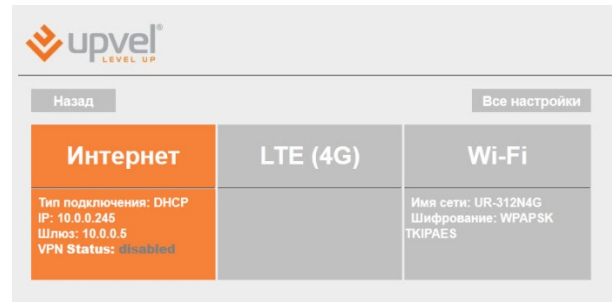 upvel
LEVEL UP
Назад
Все настройки
Интернет
LTE (4G)
Wi-Fi
Тип подключения: DHCP
IP: 10.0.0.245
Шлюз: 10.0.0.5
VPN Status: disabled
Имя сети: UR-312N4G
Шифрование: WPAPSK
TKIPAES